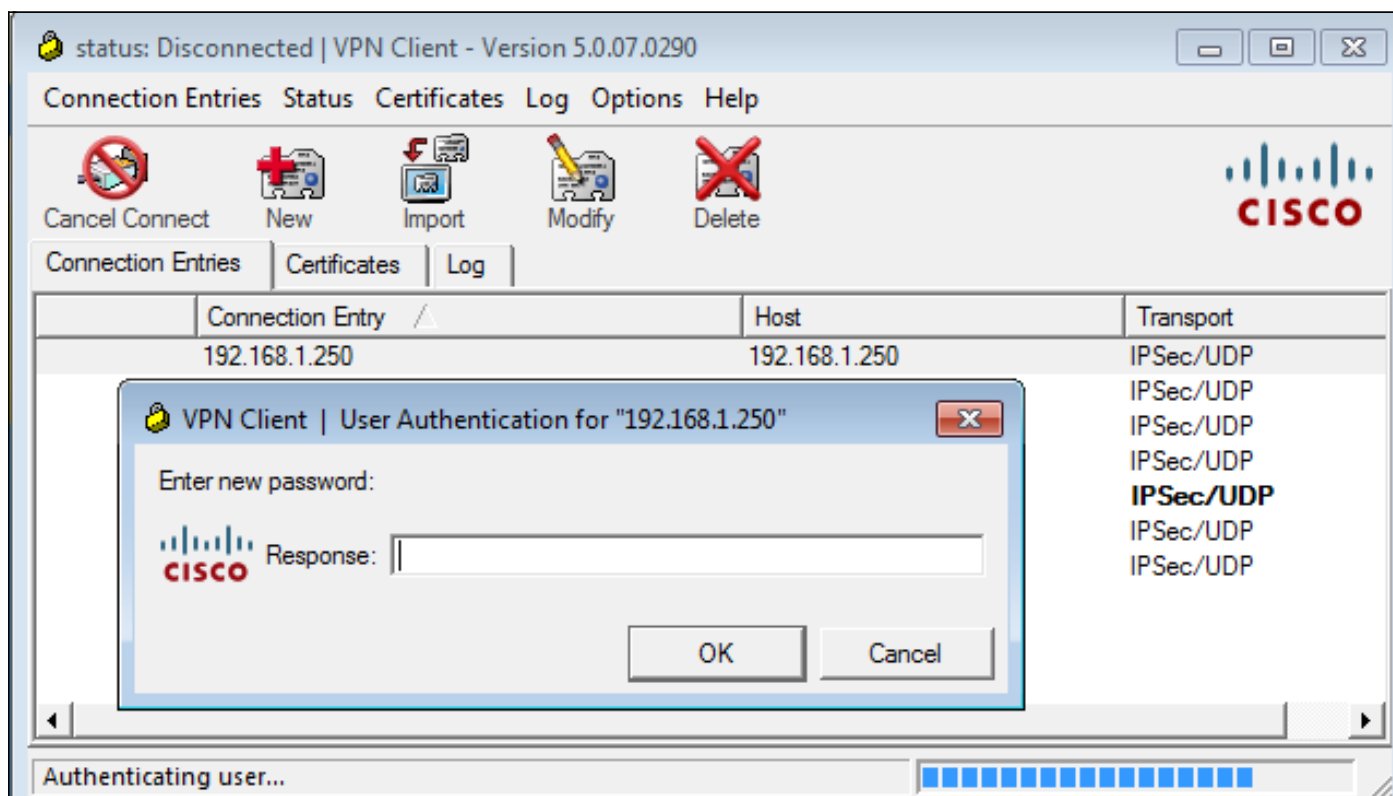 status: Disconnected | VPN Client - Version 5.0.07.0290
Connection Entries Status Certificates Log Options Help
Cancel Connect New Import Modify Delete
CISCO
Connection Entries Certificates Log
Connection Entry Host Transport
192.168.1.250 192.168.1.250 IPSec/UDP
IPSec/UDP
IPSec/UDP
IPSec/UDP
IPSec/UDP
IPSec/UDP
IPSec/UDP
VPN Client | User Authentication for "192.168.1.250"
Enter new password:
CISCO Response:
OK Cancel
Authenticating user...